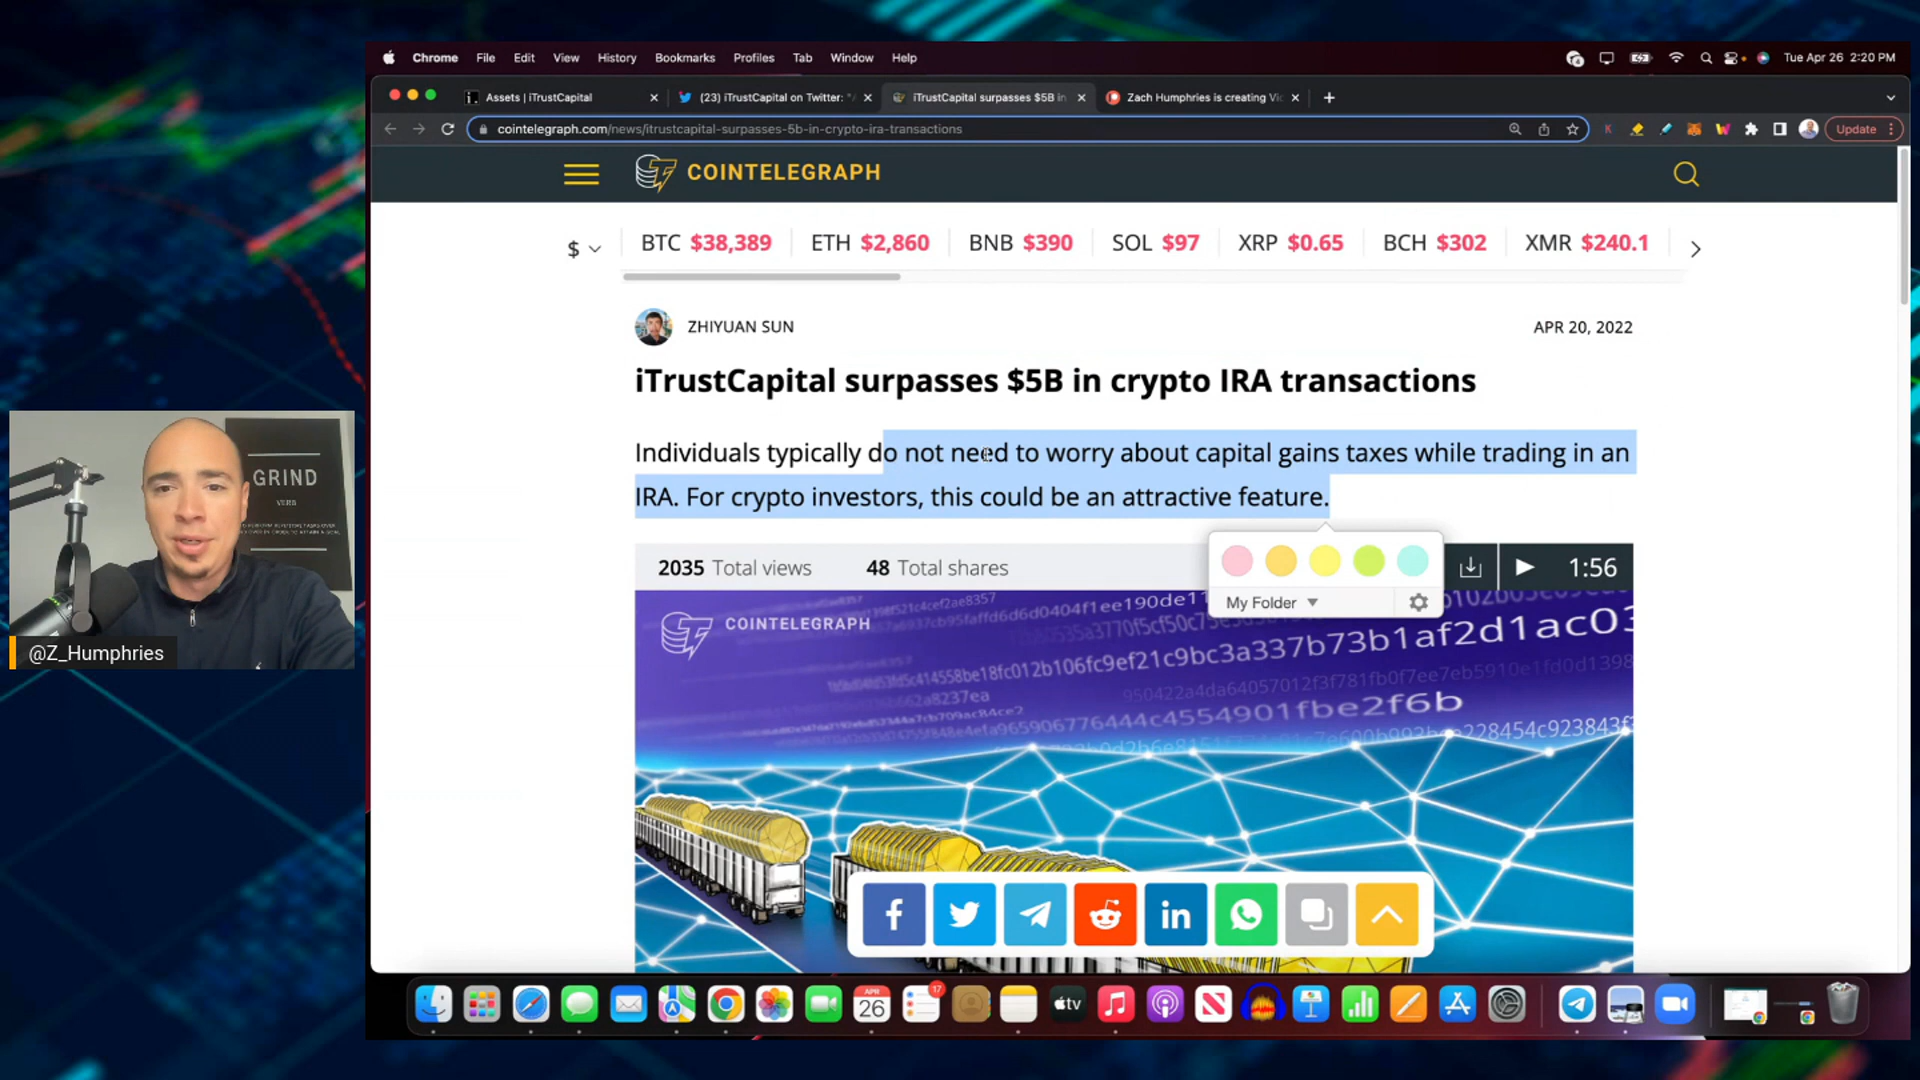 Chrome File Edit View History Bookmarks Profiles Tab Window Help
Tue Apr 26 2:20 PM
Assets | iTrustCapital
(23) iTrustCapital on Twitter: "
iTrustCapital surpasses $5B in
Zach Humphries is creating Vi
cointelegraph.com/news/itrustcapital-surpasses-5b-in-crypto-ira-transactions
Update
COINTELEGRAPH
$
BTC $38,389
ETH $2,860
BNB $390
SOL $97
XRP $0.65
BCH $302
XMR $240.1
ZHIYUAN SUN
APR 20, 2022
iTrustCapital surpasses $5B in crypto IRA transactions
Individuals typically do not need to worry about capital gains taxes while trading in an
IRA. For crypto investors, this could be an attractive feature.
2035 Total views
48 Total shares
1:56
My Folder
COINTELEGRAPH
GRIND
VERB
@Z_Humphries
APR
26
17
tv